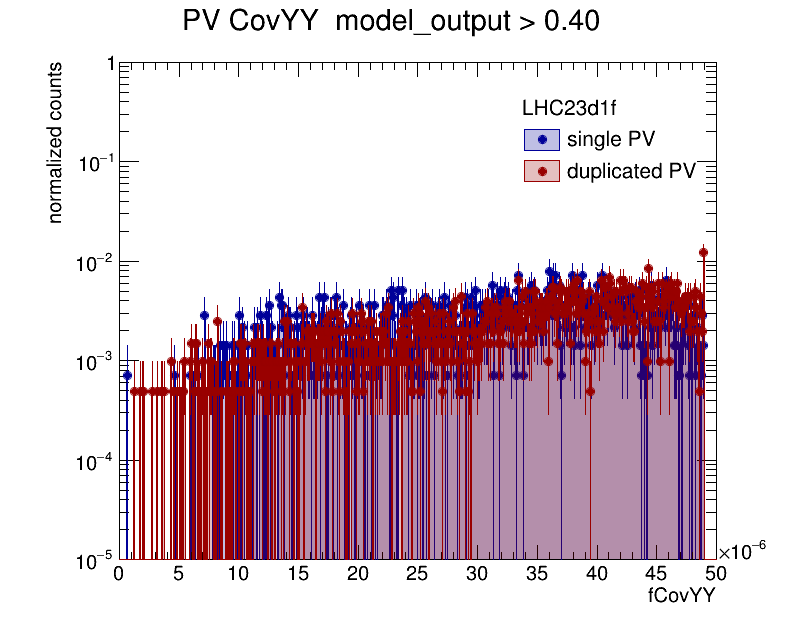 PV CovYY  model_output > 0.40
normalized counts
1
10⁻¹
10⁻²
10⁻³
10⁻⁴
10⁻⁵
LHC23d1f
single PV
duplicated PV
0 5 10 15 20 25 30 35 40 45 50
×10⁻⁶
fCovYY